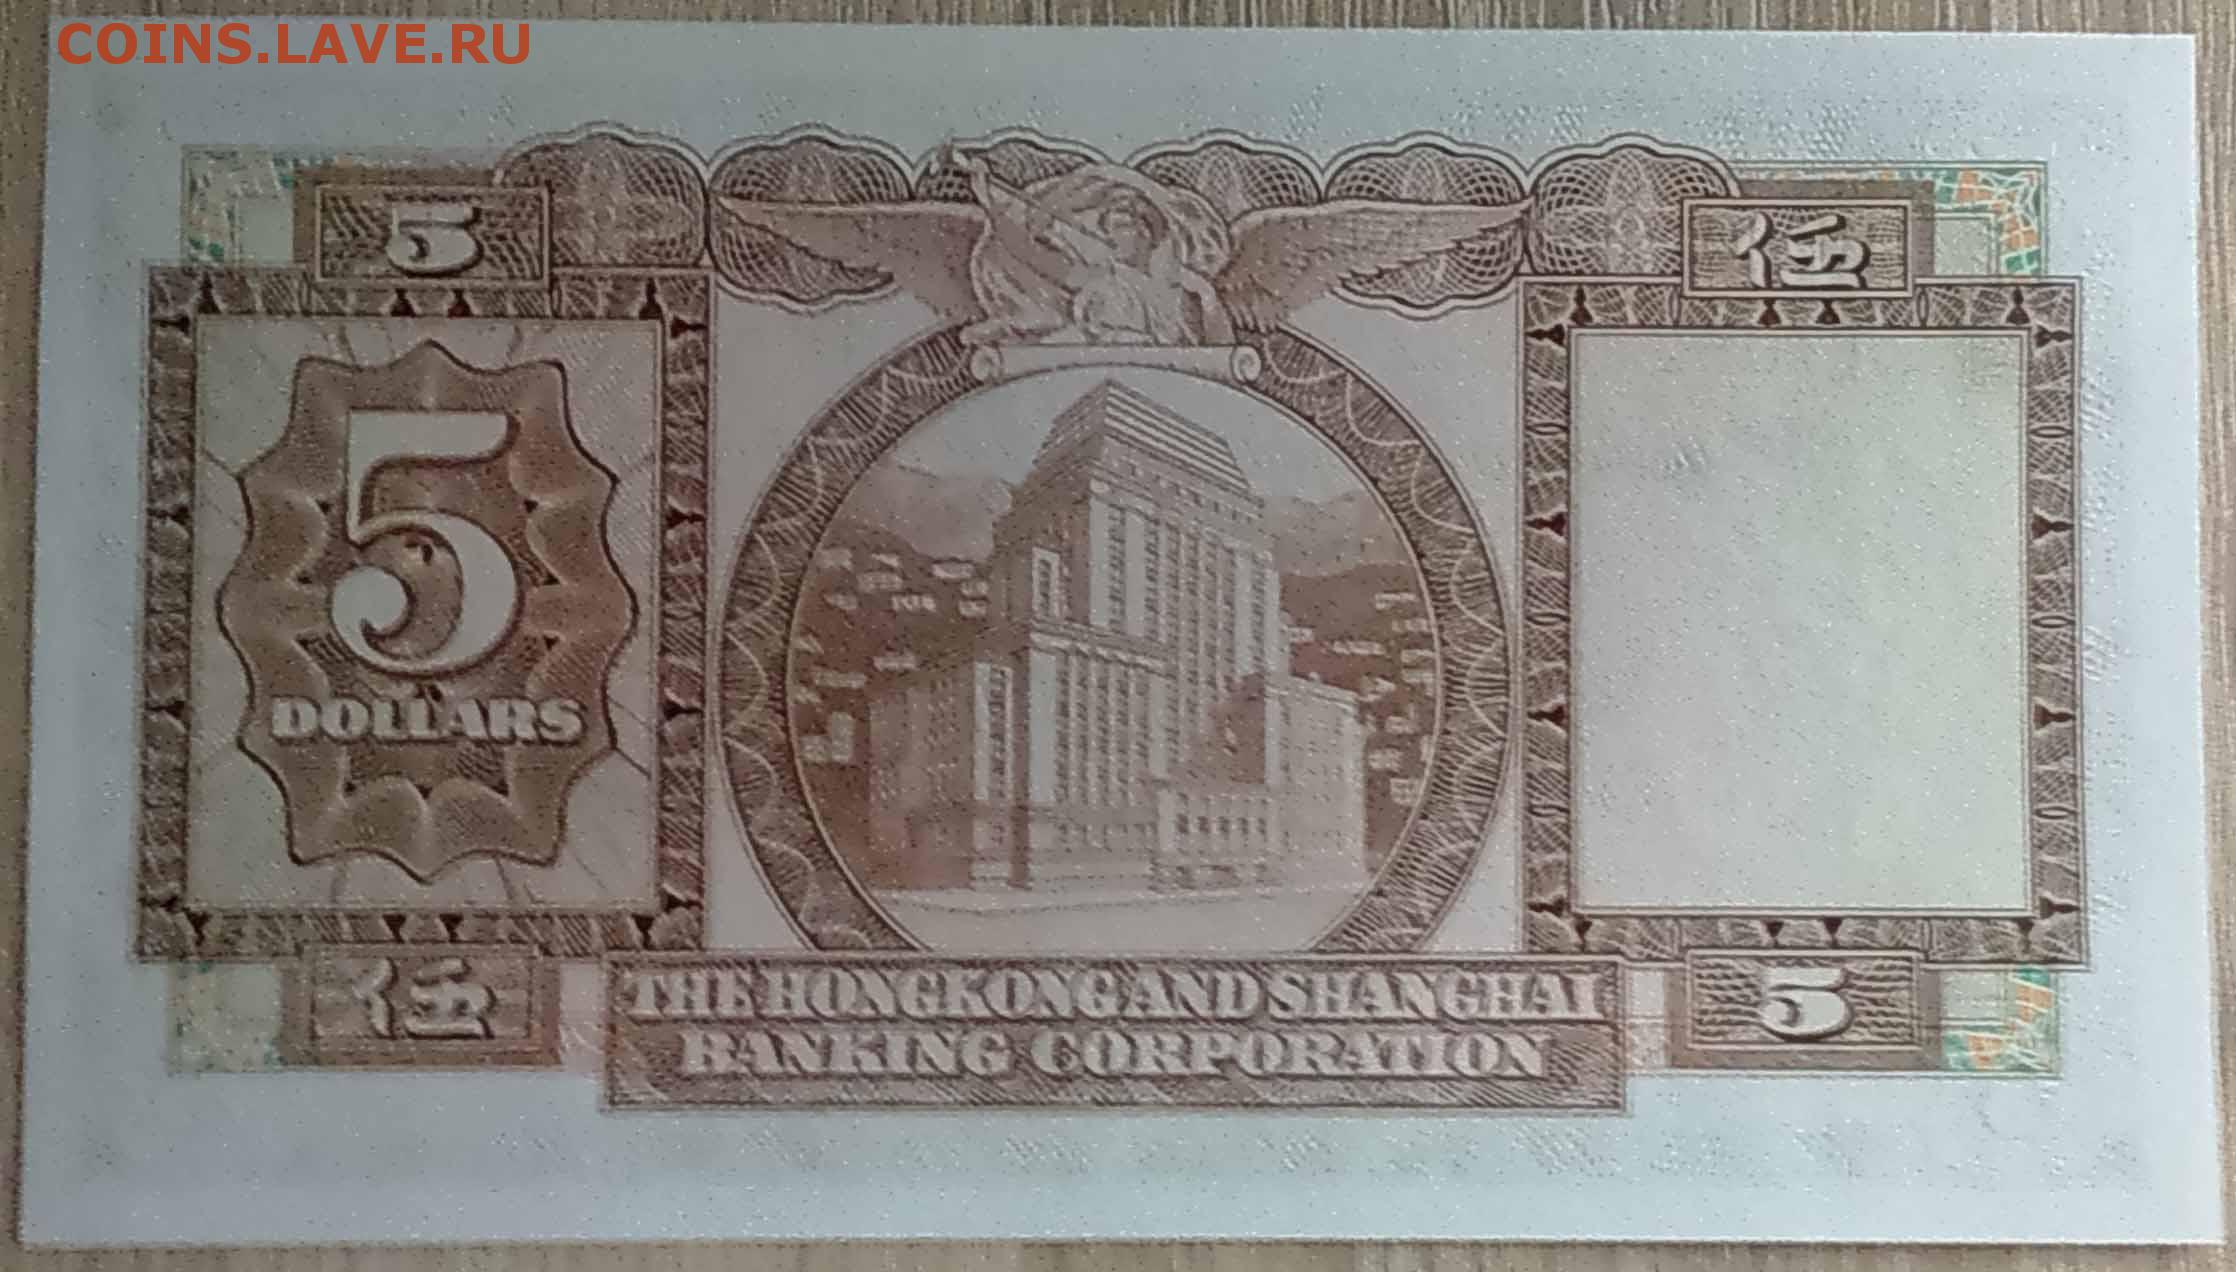 COINS.LAVE.RU
5
伍
5
DOLLARS
伍
THE HONGKONG AND SHANGHAI
BANKING CORPORATION
5